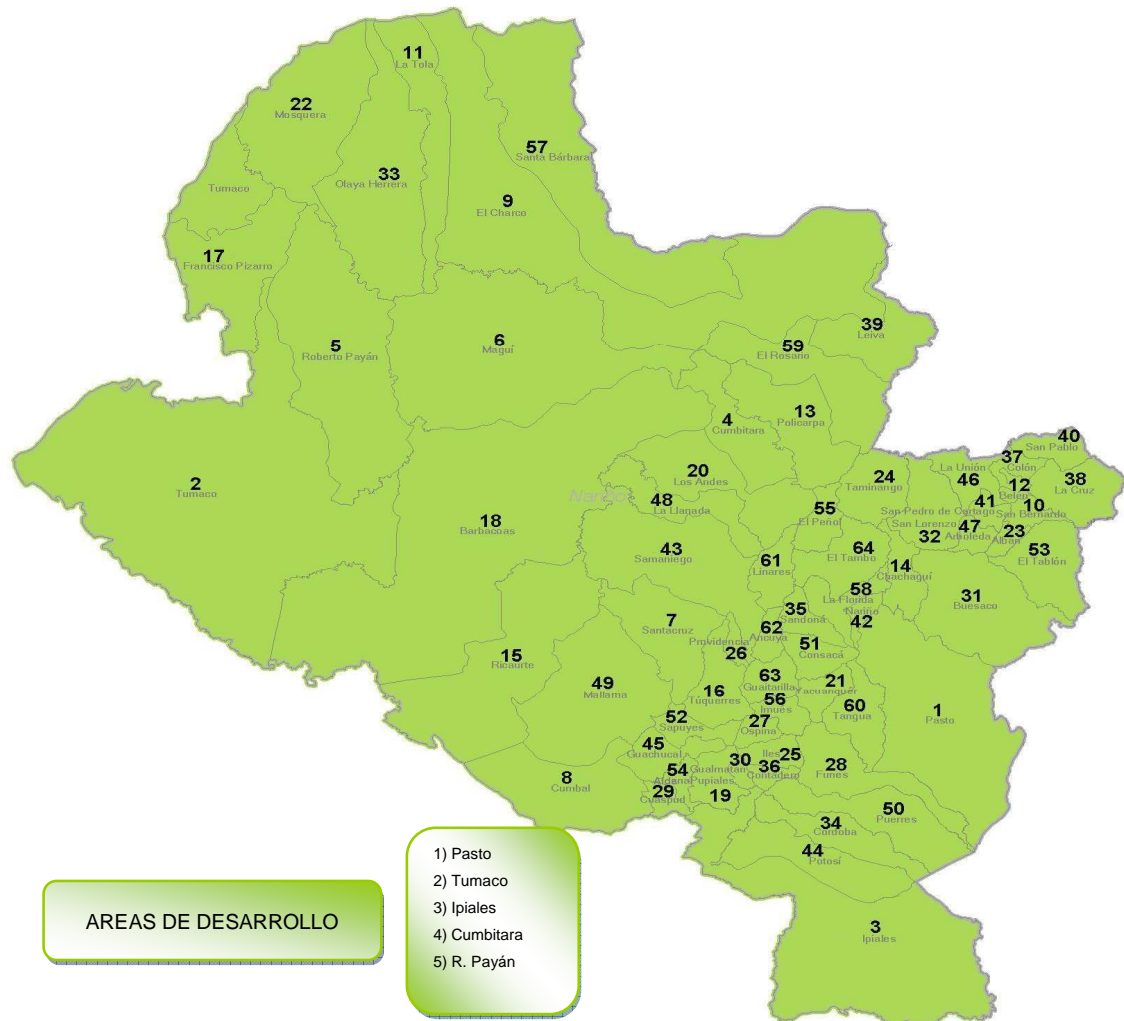 11
La Tola
22
Mosquera
57
Santa Bárbara
33
Olaya Herrera
Tumaco
9
El Charco
17
Francisco Pizarro
39
Leiva
6
Maguí
5
Roberto Payán
59
El Rosario
13
Policarpa
4
Cumbitara
40
San Pablo
37
Colón
La Unión
46
20
Los Andes
24
Taminango
38
La Cruz
12
Belén
2
Tumaco
Nariño
48
La Llanada
41
San Pedro de Cartago
10
San Bernardo
55
El Peñol
18
Barbacoas
San Lorenzo
32
47
Arboleda
23
Albán
43
Samaniego
64
El Tambo
53
El Tablón
61
Linares
14
Chachaguí
58
La Florida
31
Buesaco
Nariño
42
35
Sandoná
7
Santacruz
62
Ancuya
Providencia
26
51
Consacá
15
Ricaurte
49
Mallama
63
Guaitarilla
21
Yacuanquer
16
Túquerres
56
Imués
60
Tangua
1
Pasto
52
Sapuyes
27
Ospina
45
Guachucal
Iles
25
30
Gualmatán
36
Contadero
28
Funes
8
Cumbal
54
Aldana
Pupiales
29
Cuaspud
19
50
Puerres
34
Córdoba
44
Potosí
3
Ipiales
AREAS DE DESARROLLO
1) Pasto
2) Tumaco
3) Ipiales
4) Cumbitara
5) R. Payán